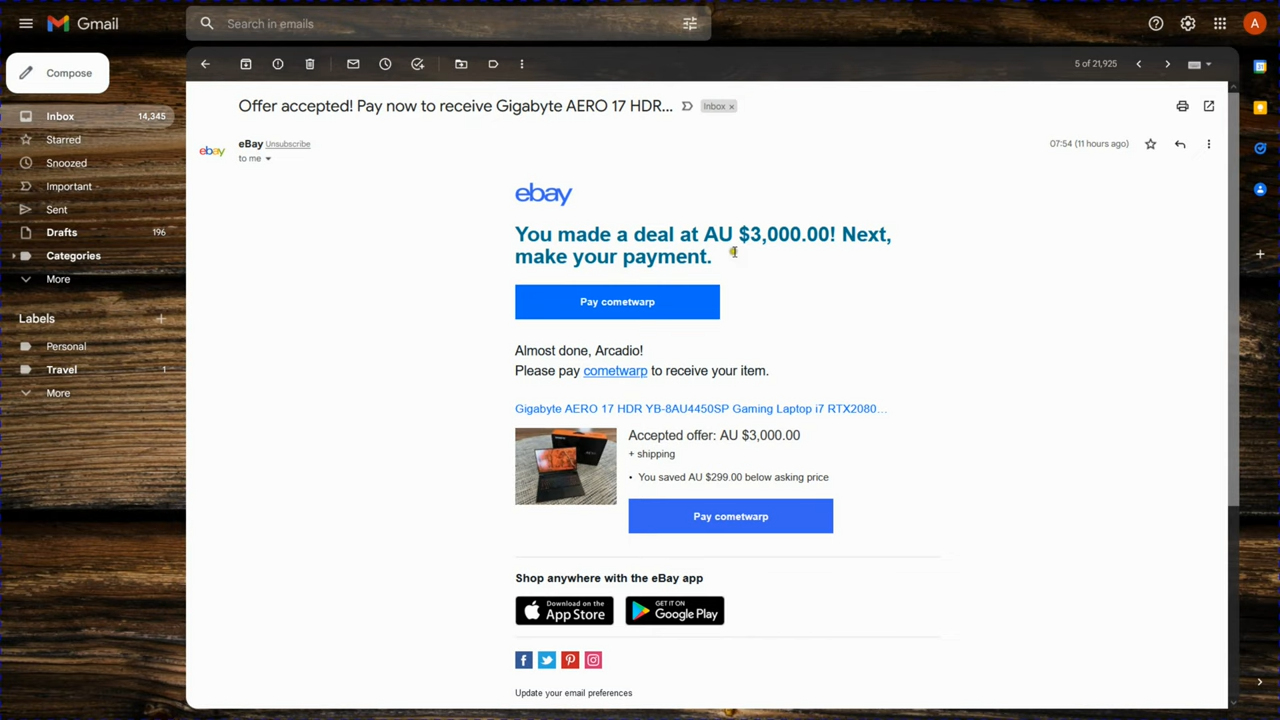 Gmail
Search in emails
A
Compose
5 of 21,925
Inbox 14,345
Starred
Snoozed
Important
Sent
Drafts 196
Categories
More
Labels
Personal
Travel 1
More
Offer accepted! Pay now to receive Gigabyte AERO 17 HDR...
Inbox x
ebay
eBay Unsubscribe
to me
07:54 (11 hours ago)
ebay
You made a deal at AU $3,000.00! Next,
make your payment.
Pay cometwarp
Almost done, Arcadio!
Please pay cometwarp to receive your item.
Gigabyte AERO 17 HDR YB-8AU4450SP Gaming Laptop i7 RTX2080...
Accepted offer: AU $3,000.00
+ shipping
• You saved AU $299.00 below asking price
Pay cometwarp
Shop anywhere with the eBay app
Download on the
App Store
GET IT ON
Google Play
Update your email preferences